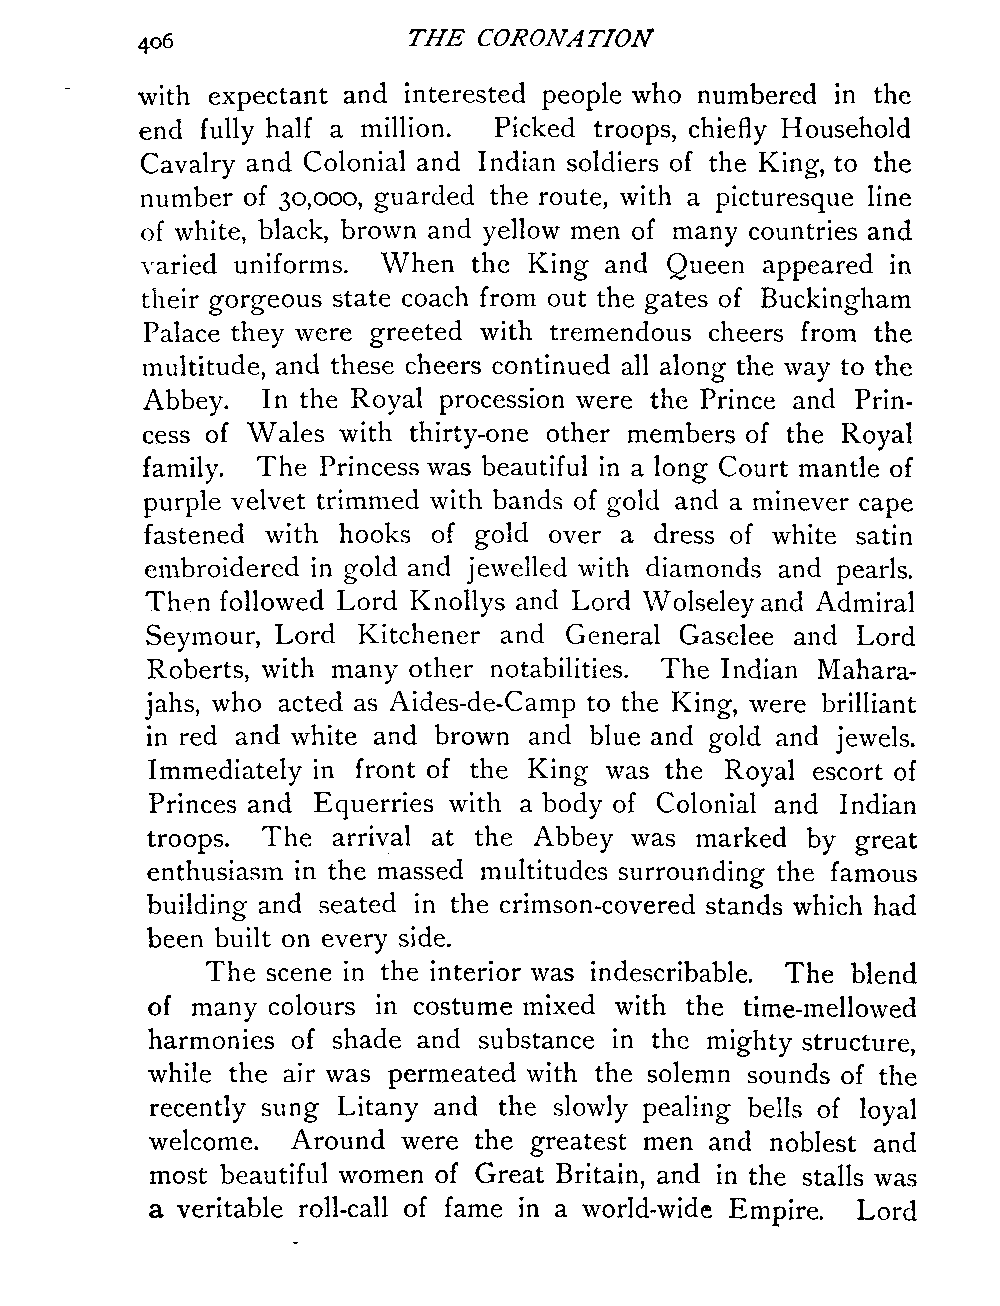 406 THE CORONATION
with expectant and interested people who numbered in the
end fully half a million. Picked troops, chiefly Household
Cavalry and Colonial and Indian soldiers of the King, to the
number of 30,000, guarded the route, with a picturesque line
of white, black, brown and yellow men of many countries and
varied uniforms. When the King and Queen appeared in
their gorgeous state coach from out the gates of Buckingham
Palace they were greeted with tremendous cheers from the
multitude, and these cheers continued all along the way to the
Abbey. In the Royal procession were the Prince and Prin-
cess of Wales with thirty-one other members of the Royal
family. The Princess was beautiful in a long Court mantle of
purple velvet trimmed with bands of gold and a minever cape
fastened with hooks of gold over a dress of white satin
embroidered in gold and jewelled with diamonds and pearls.
Then followed Lord Knollys and Lord Wolseley and Admiral
Seymour, Lord Kitchener and General Gaselee and Lord
Roberts, with many other notabilities. The Indian Mahara-
jahs, who acted as Aides-de-Camp to the King, were brilliant
in red and white and brown and blue and gold and jewels.
Immediately in front of the King was the Royal escort of
Princes and Equerries with a body of Colonial and Indian
troops. The arrival at the Abbey was marked by great
enthusiasm in the massed multitudes surrounding the famous
building and seated in the crimson-covered stands which had
been built on every side.
The scene in the interior was indescribable. The blend
of many colours in costume mixed with the time-mellowed
harmonies of shade and substance in the mighty structure,
while the air was permeated with the solemn sounds of the
recently sung Litany and the slowly pealing bells of loyal
welcome. Around were the greatest men and noblest and
most beautiful women of Great Britain, and in the stalls was
a veritable roll-call of fame in a world-wide Empire. Lord